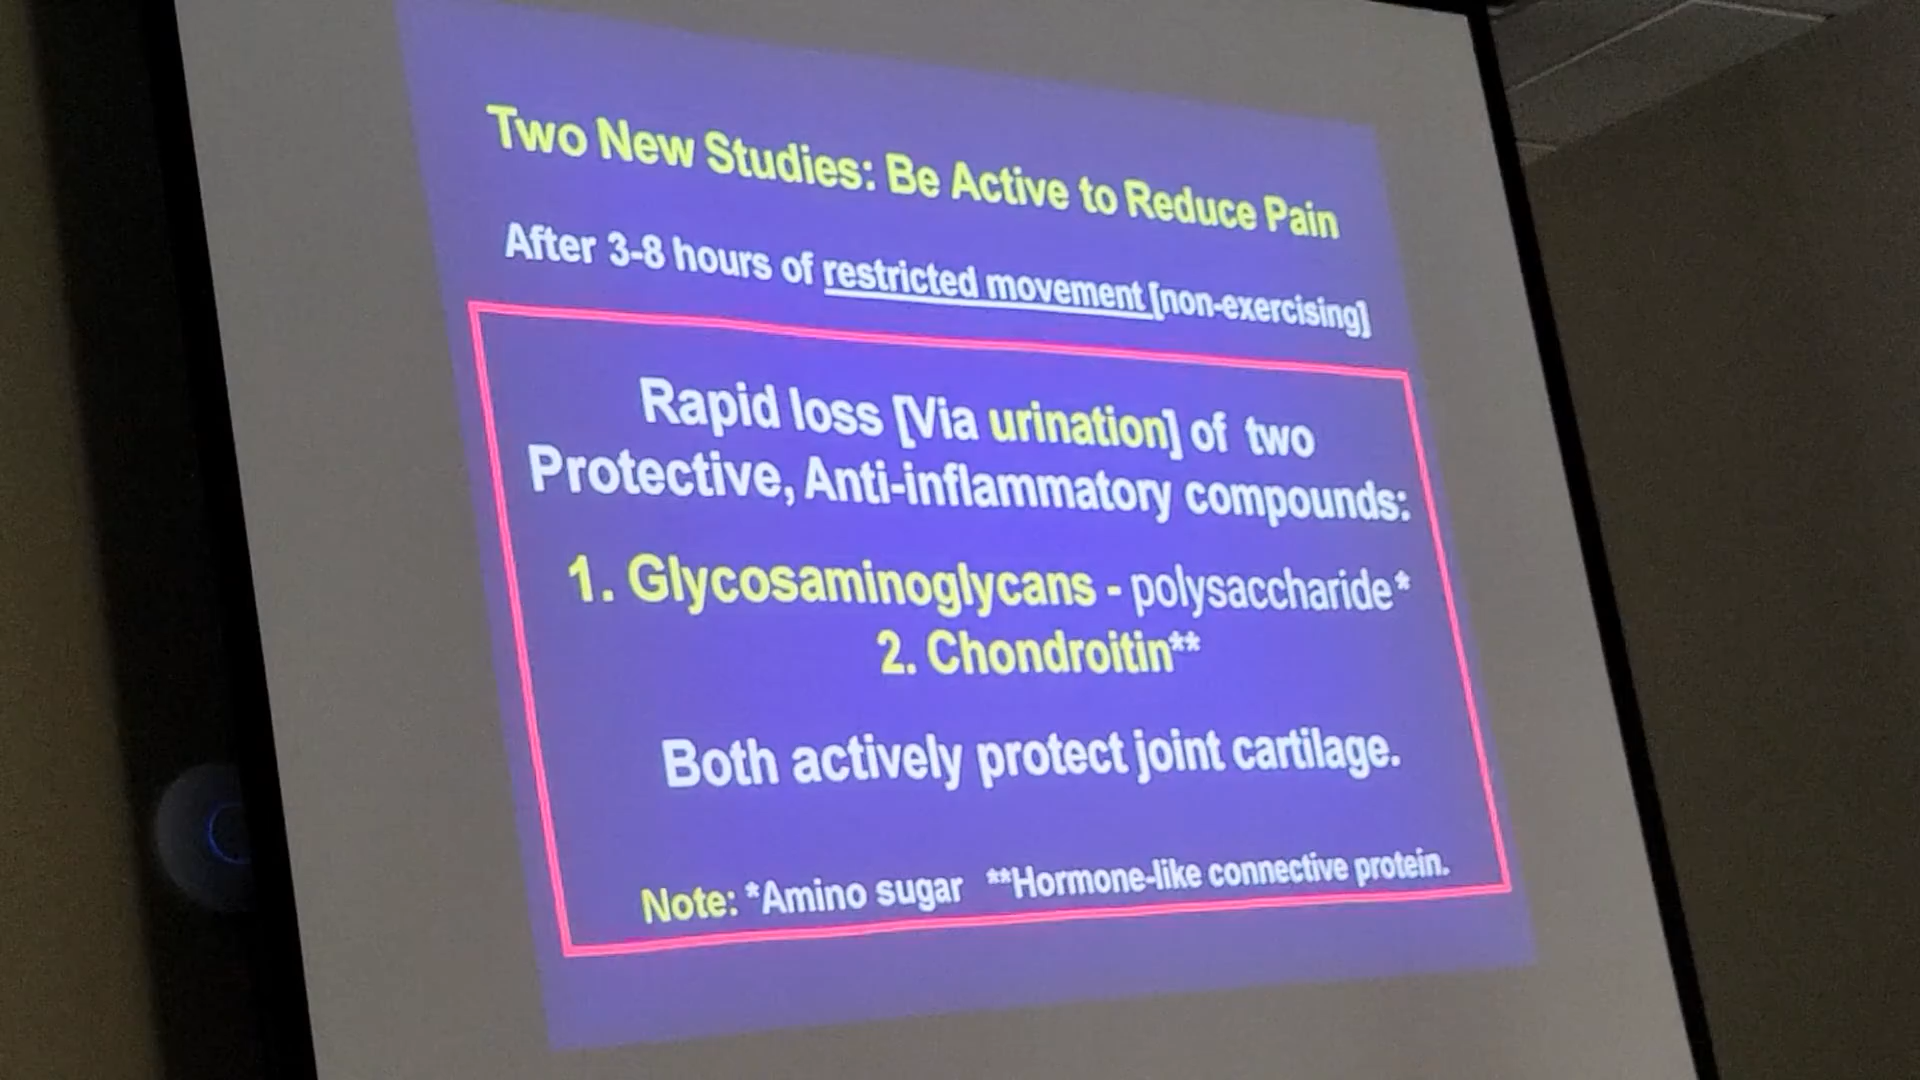 Two New Studies: Be Active to Reduce Pain
After 3-8 hours of restricted movement [non-exercising]
Rapid loss [Via urination] of two
Protective, Anti-inflammatory compounds:
1. Glycosaminoglycans - polysaccharide*
2. Chondroitin**
Both actively protect joint cartilage.
Note: *Amino sugar **Hormone-like connective protein.